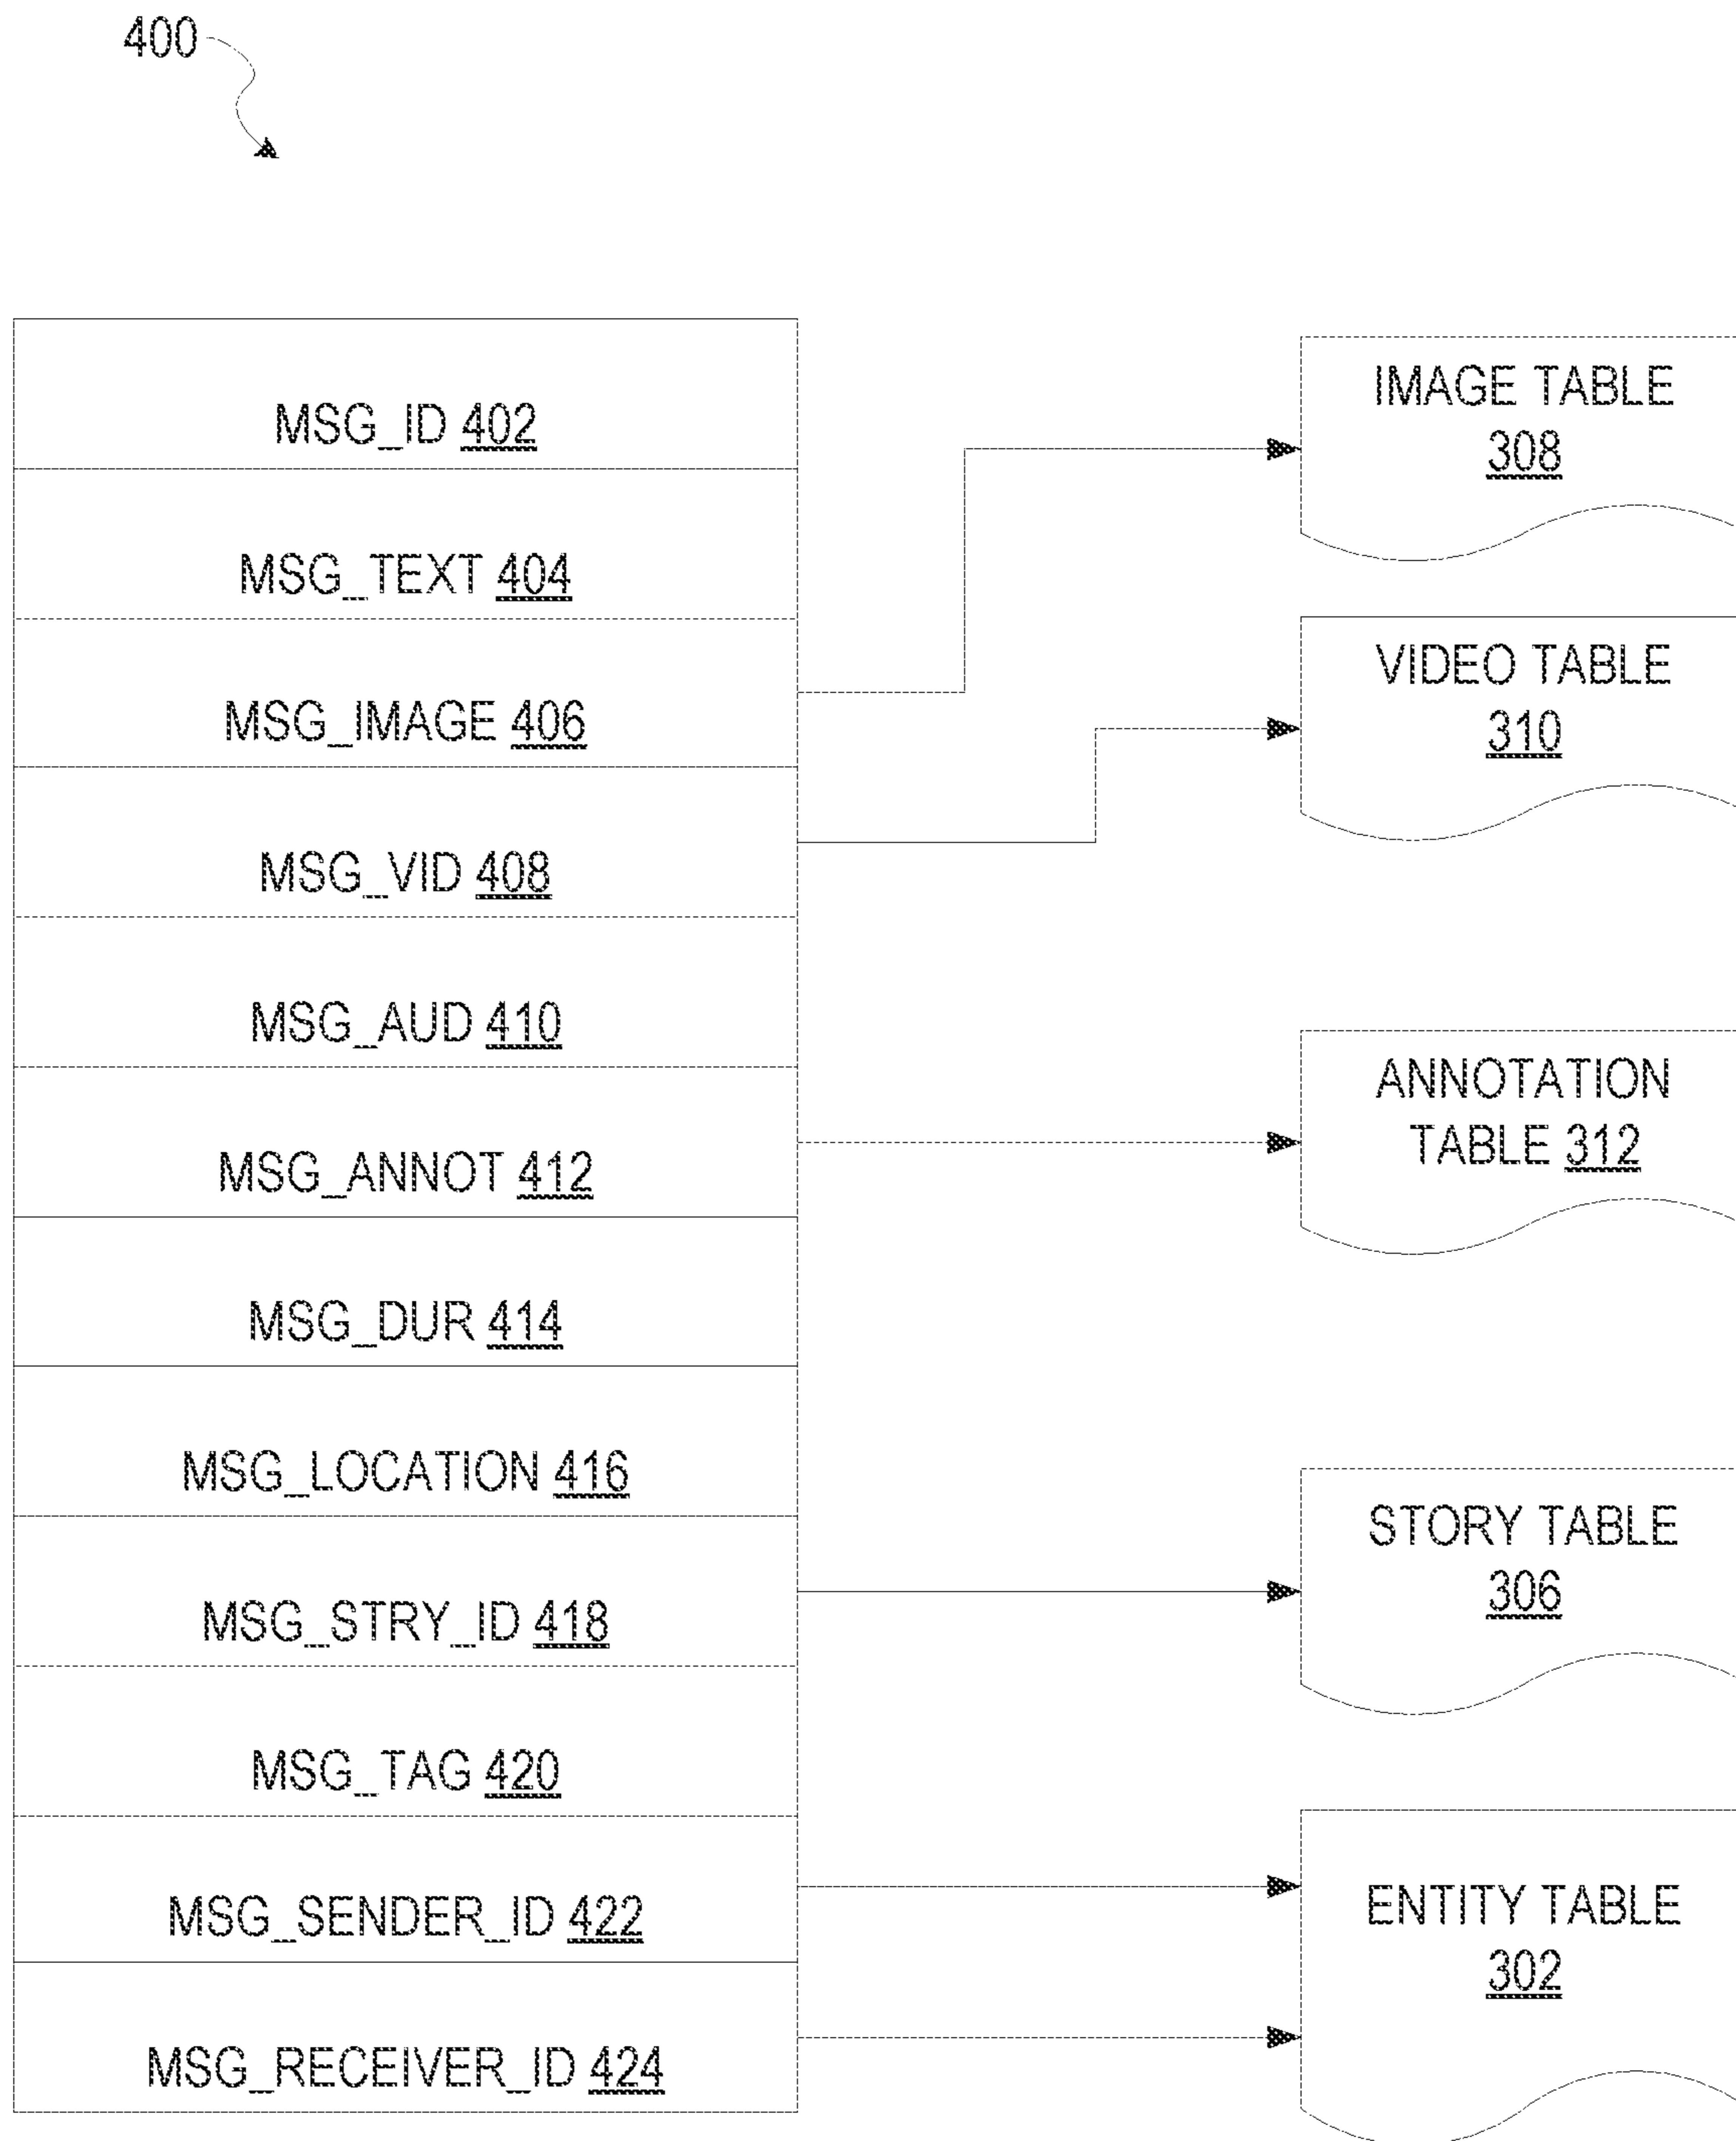 400
MSG_ID 402
MSG_TEXT 404
MSG_IMAGE 406
MSG_VID 408
MSG_AUD 410
MSG_ANNOT 412
MSG_DUR 414
MSG_LOCATION 416
MSG_STRY_ID 418
MSG_TAG 420
MSG_SENDER_ID 422
MSG_RECEIVER_ID 424
IMAGE TABLE
308
VIDEO TABLE
310
ANNOTATION
TABLE 312
STORY TABLE
306
ENTITY TABLE
302